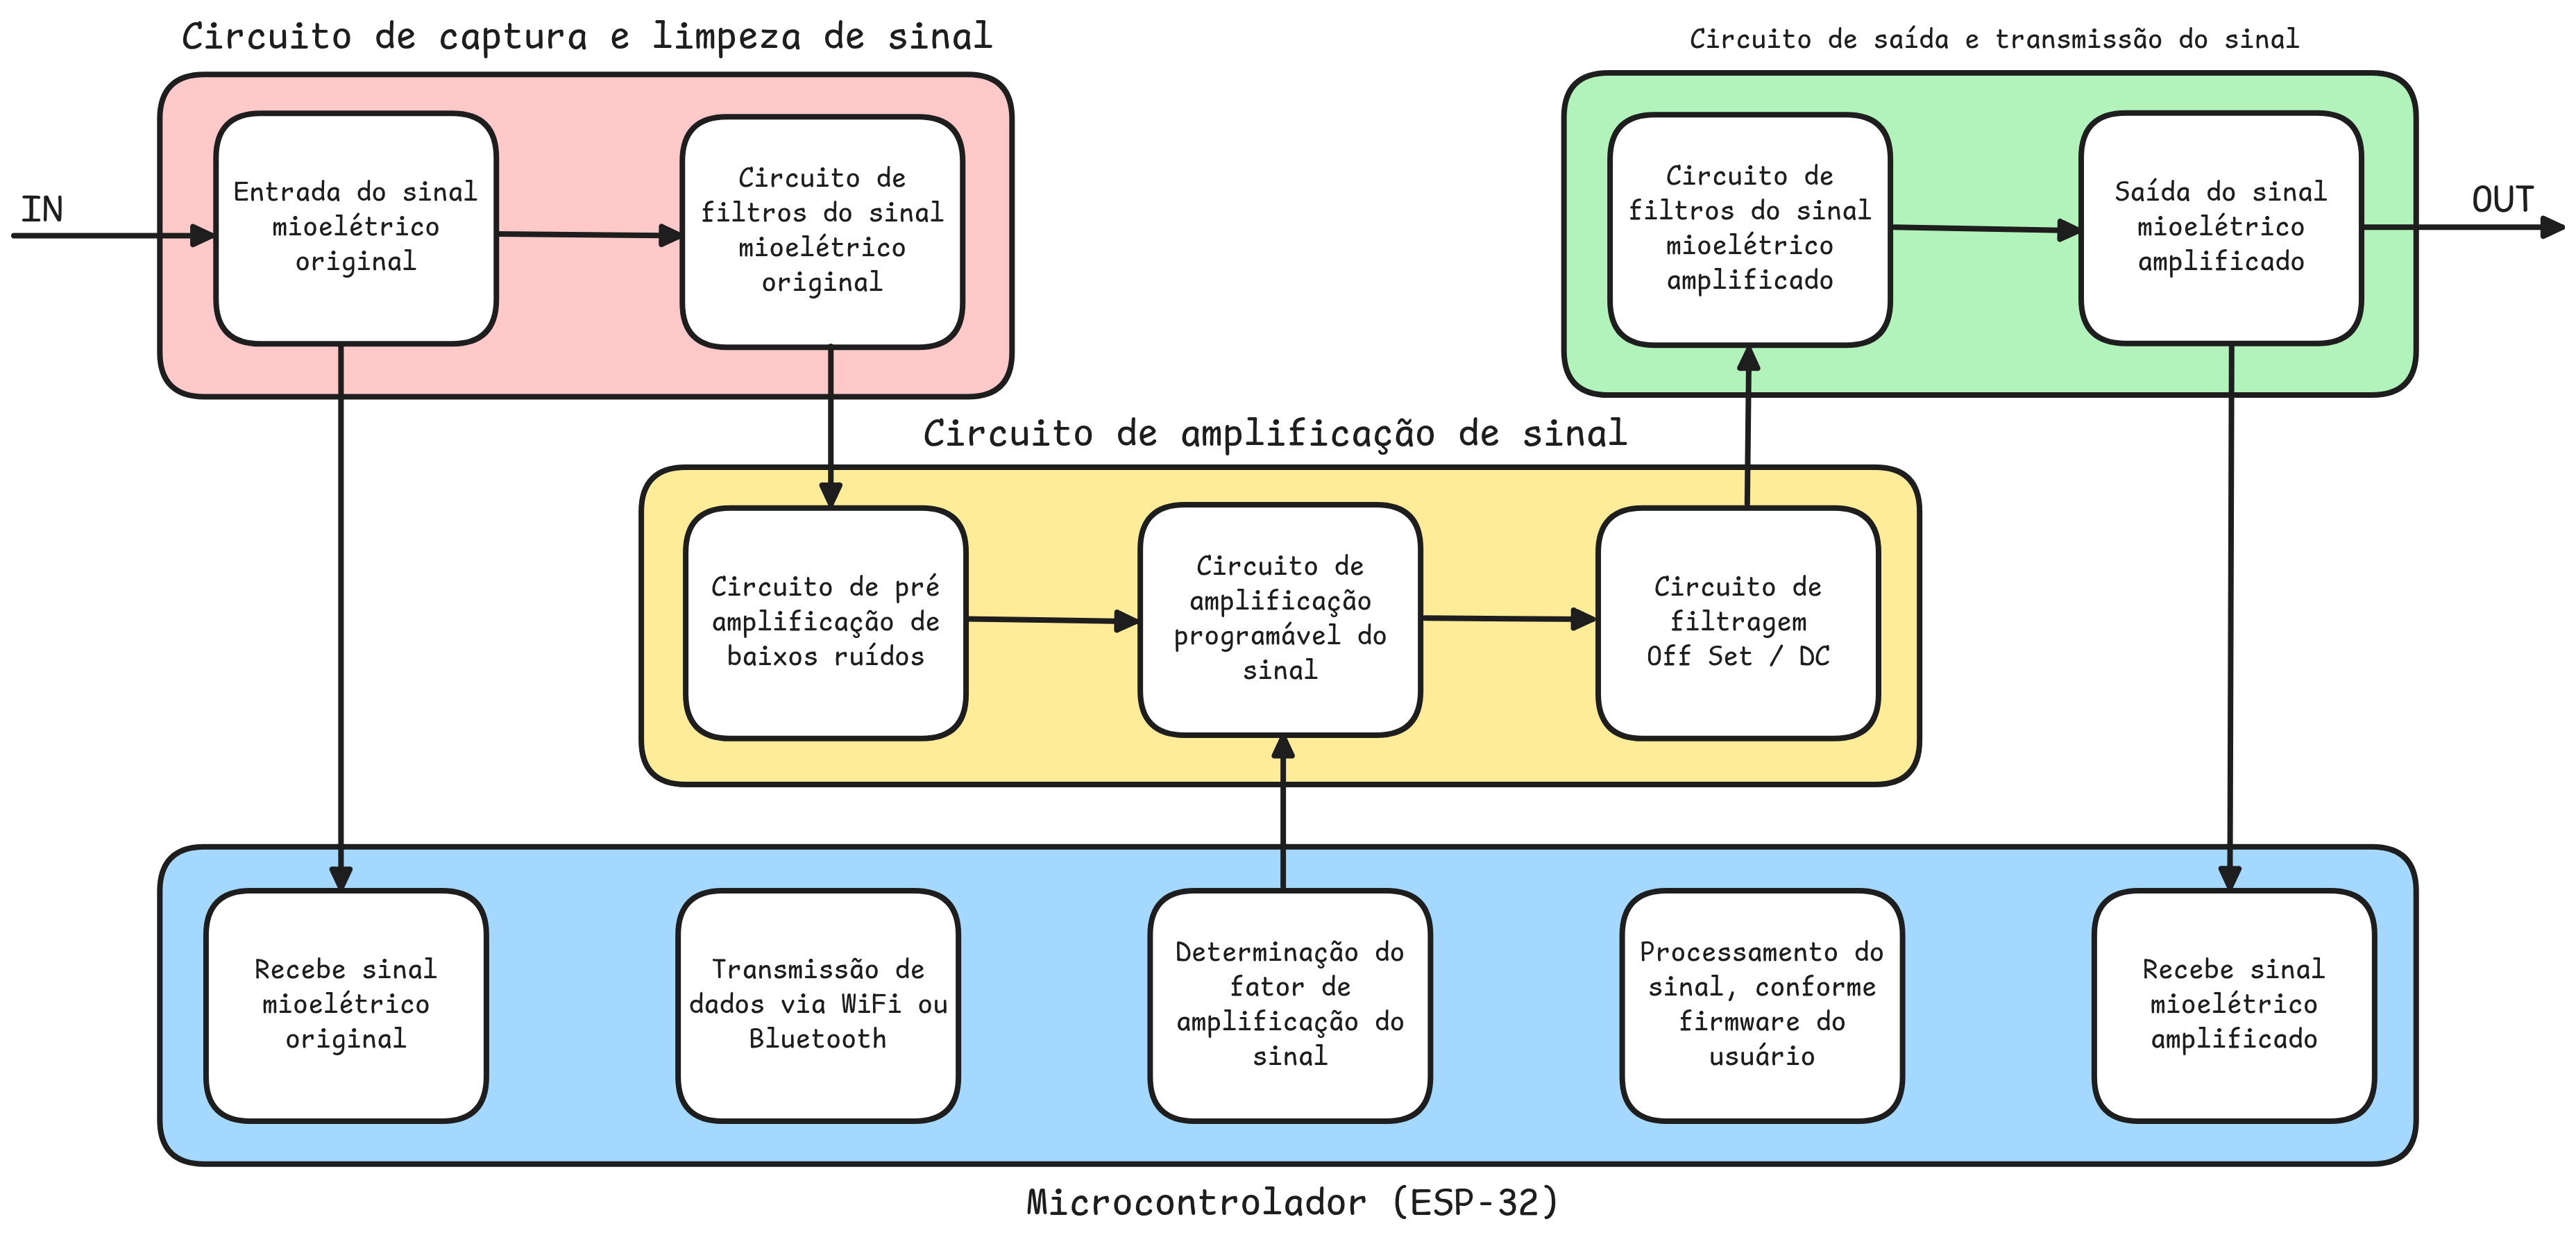 Circuito de captura e limpeza de sinal
Circuito de saída e transmissão do sinal
IN
Entrada do sinal
mioelétrico
original
Circuito de
filtros do sinal
mioelétrico
original
Circuito de
filtros do sinal
mioelétrico
amplificado
Saída do sinal
mioelétrico
amplificado
OUT
Circuito de amplificação de sinal
Circuito de pré
amplificação de
baixos ruídos
Circuito de
amplificação
programável do
sinal
Circuito de
filtragem
Off Set / DC
Recebe sinal
mioelétrico
original
Transmissão de
dados via WiFi ou
Bluetooth
Determinação do
fator de
amplificação do
sinal
Processamento do
sinal, conforme
firmware do
usuário
Recebe sinal
mioelétrico
amplificado
Microcontrolador (ESP-32)